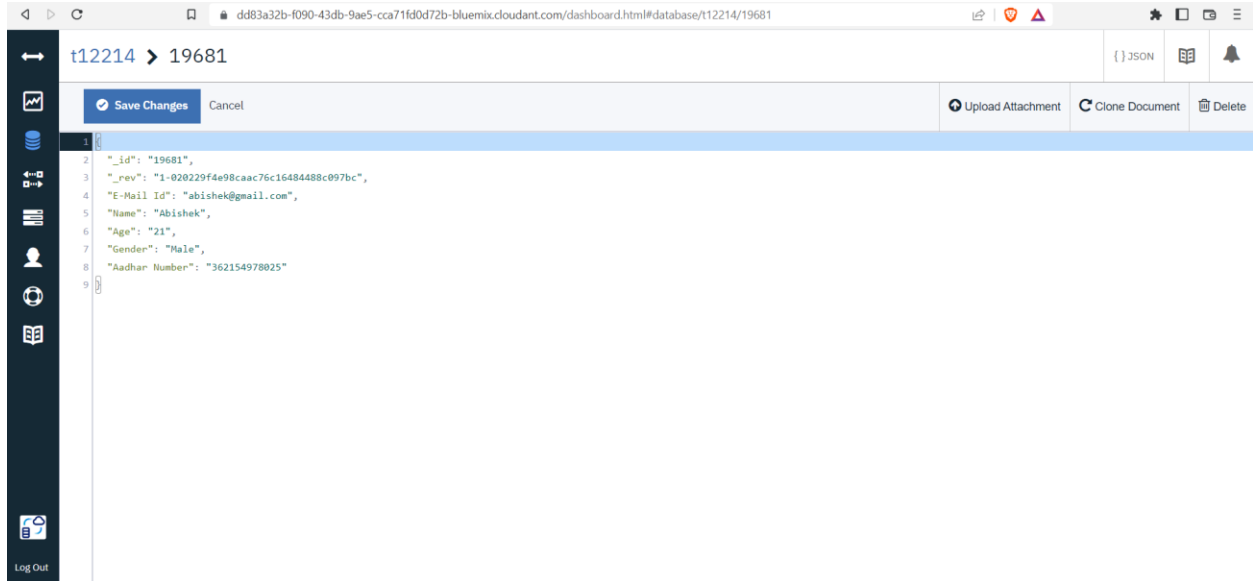 dd83a32b-f090-43db-9ae5-cca71fd0d72b-bluemix.cloudant.com/dashboard.html#database/t12214/19681
t12214 > 19681
{ } JSON
Save Changes Cancel Upload Attachment Clone Document Delete
1 {
2 "_id": "19681",
3 "_rev": "1-020229f4e98caac76c16484488c097bc",
4 "E-Mail Id": "abishek@gmail.com",
5 "Name": "Abishek",
6 "Age": "21",
7 "Gender": "Male",
8 "Aadhar Number": "362154978025"
9 }
Log Out